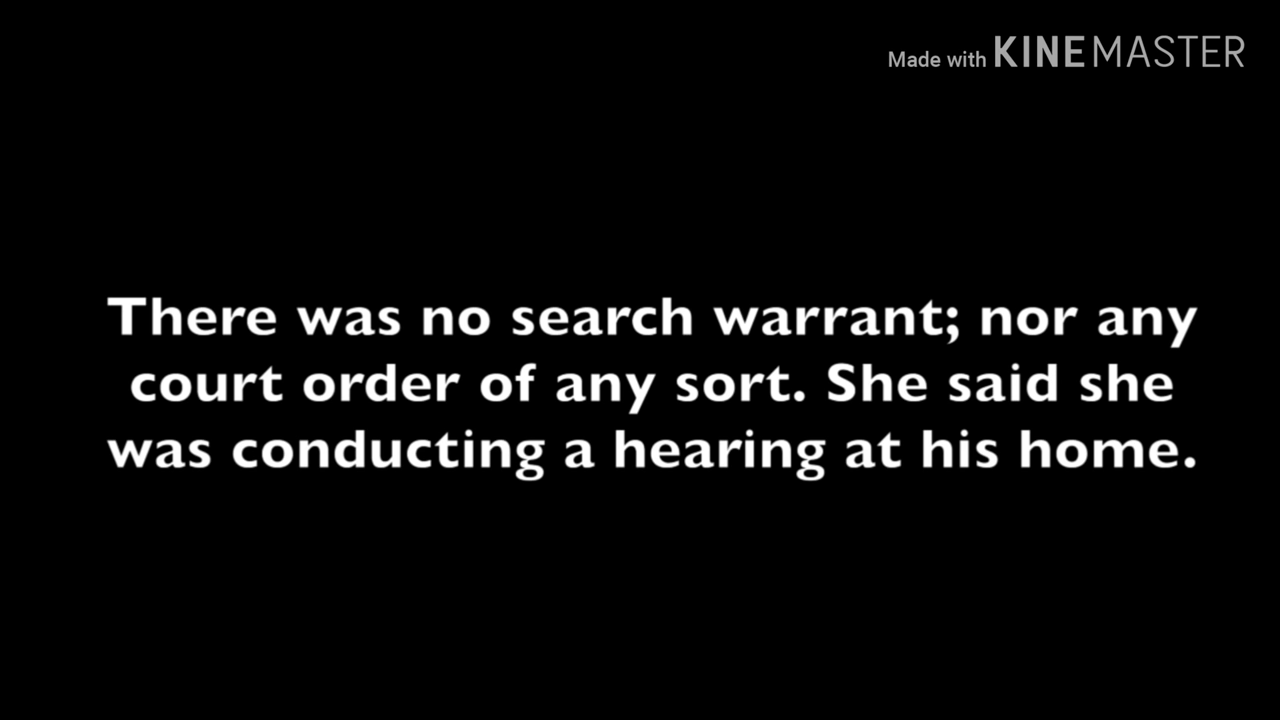 Made with KINEMASTER
There was no search warrant; nor any
court order of any sort. She said she
was conducting a hearing at his home.